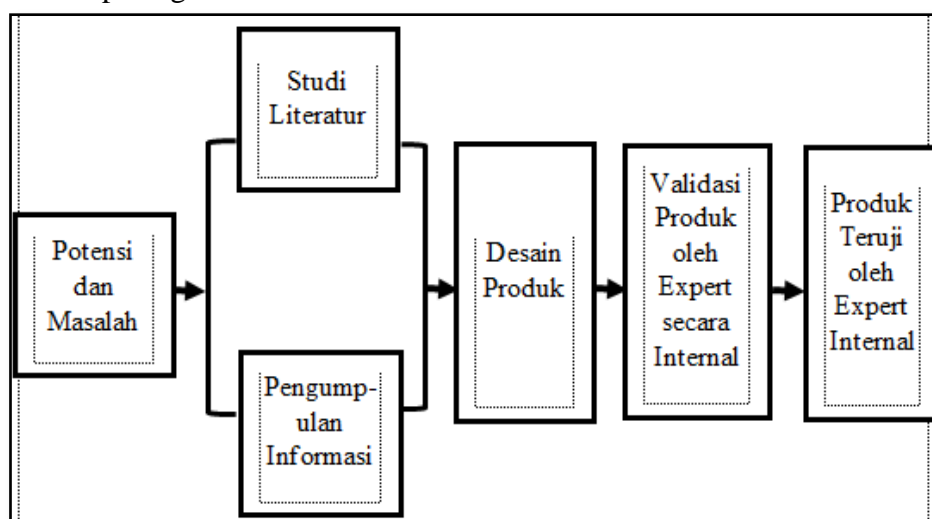 Studi
Literatur
Potensi
dan
Masalah
Pengump-
ulan
Informasi
Desain
Produk
Validasi
Produk
oleh
Expert
secara
Internal
Produk
Teruji
oleh
Expert
Internal